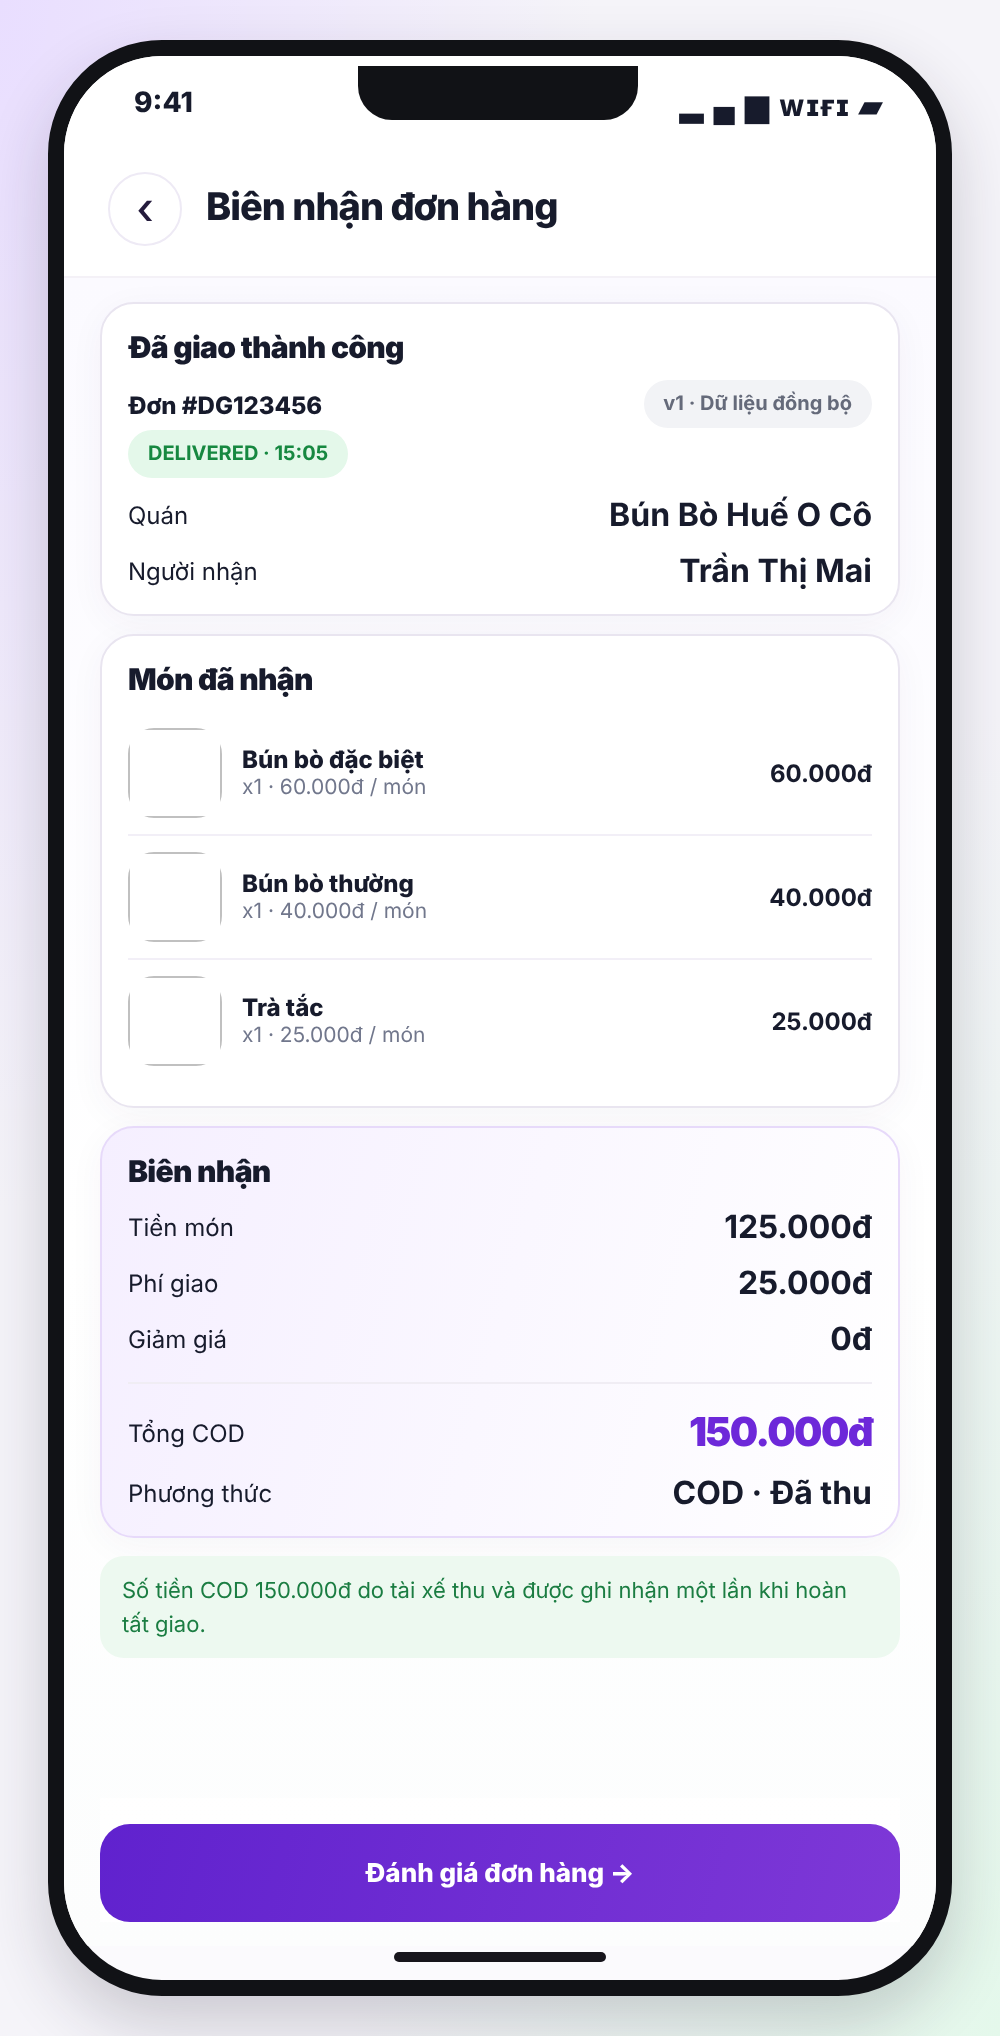 9:41
WIFI
Biên nhận đơn hàng
Đã giao thành công
Đơn #DG123456
v1 · Dữ liệu đồng bộ
DELIVERED · 15:05
Quán Bún Bò Huế O Cô
Người nhận Trần Thị Mai
Món đã nhận
Bún bò đặc biệt
x1 · 60.000đ / món
60.000đ
Bún bò thường
x1 · 40.000đ / món
40.000đ
Trà tắc
x1 · 25.000đ / món
25.000đ
Biên nhận
Tiền món 125.000đ
Phí giao 25.000đ
Giảm giá 0đ
Tổng COD 150.000đ
Phương thức COD · Đã thu
Số tiền COD 150.000đ do tài xế thu và được ghi nhận một lần khi hoàn
tất giao.
Đánh giá đơn hàng →